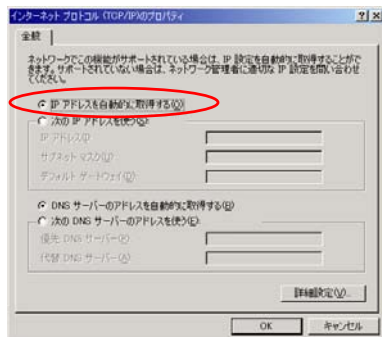 インターネット プロトコル (TCP/IP)のプロパティ
全般
ネットワークでこの機能がサポートされている場合は、IP 設定を自動的に取得することがで
きます。サポートされていない場合は、ネットワーク管理者に適切な IP 設定を問い合わせ
てください。
IP アドレスを自動的に取得する(O)
次の IP アドレスを使う(S):
IP アドレス(I):
サブネット マスク(U):
デフォルト ゲートウェイ(D):
DNS サーバーのアドレスを自動的に取得する(B)
次の DNS サーバーのアドレスを使う(E):
優先 DNS サーバー(P):
代替 DNS サーバー(A):
詳細設定(V)...
OK
キャンセル